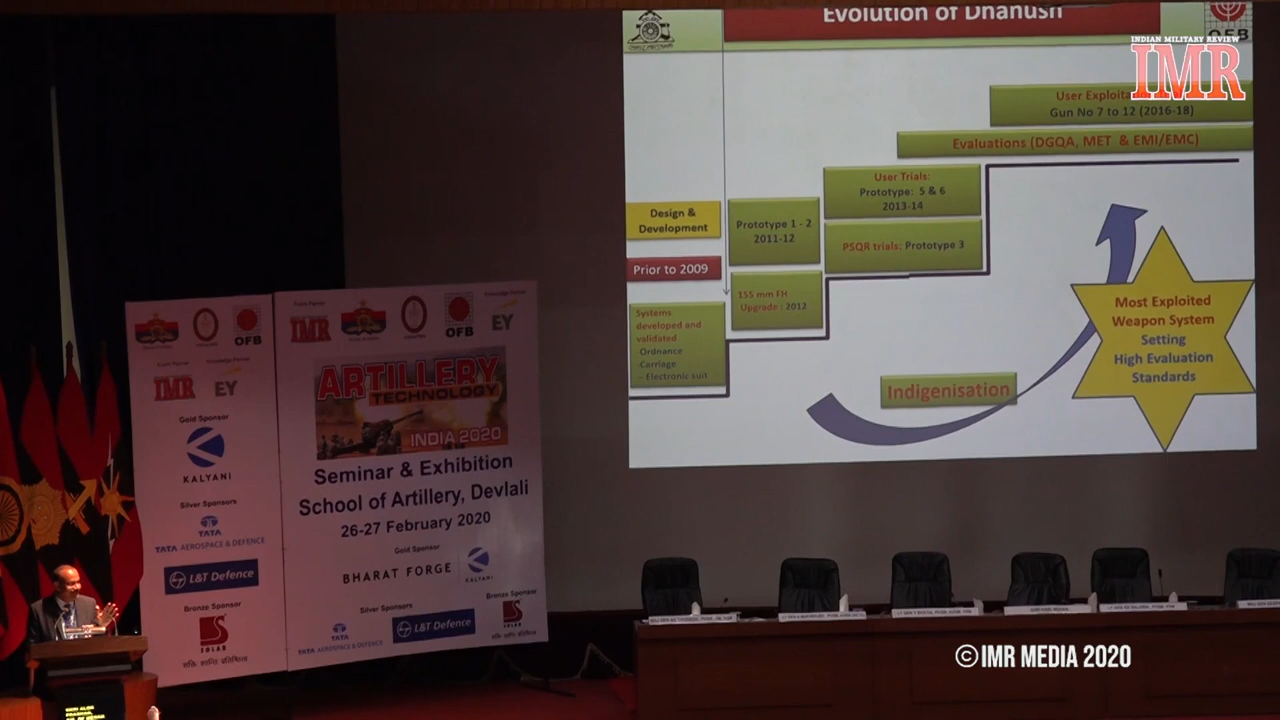 Evolution of Dhanush
OFB
INDIAN MILITARY REVIEW
IMR
User
Gun No 7 to 12 (2016-18)
Evaluations (DGQA, MET & EMI/EMC)
User Trials:
Prototype: 5 & 6
2013-14
PSQR trials: Prototype 3
Design &
Development
Prototype 1 - 2
2011-12
Prior to 2009
155 mm FH
Upgrade : 2012
Systems
developed and
validated
Ordnance
Carriage
– Electronic suit
Most Exploited
Weapon System
Setting
High Evaluation
Standards
Indigenisation
OFB
IMR
EY
Gold Sponsor
KALYANI
Silver Sponsors
TATA
TATA AEROSPACE & DEFENCE
L&T Defence
Bronze Sponsor
SOLAR
IMR
OFB
EY
ARTILLERY
TECHNOLOGY
INDIA 2020
Seminar & Exhibition
School of Artillery, Devlali
26-27 February 2020
Gold Sponsor
BHARAT FORGE
KALYANI
Silver Sponsors
TATA
TATA AEROSPACE & DEFENCE
L&T Defence
Bronze Sponsor
SOLAR
©IMR MEDIA 2020